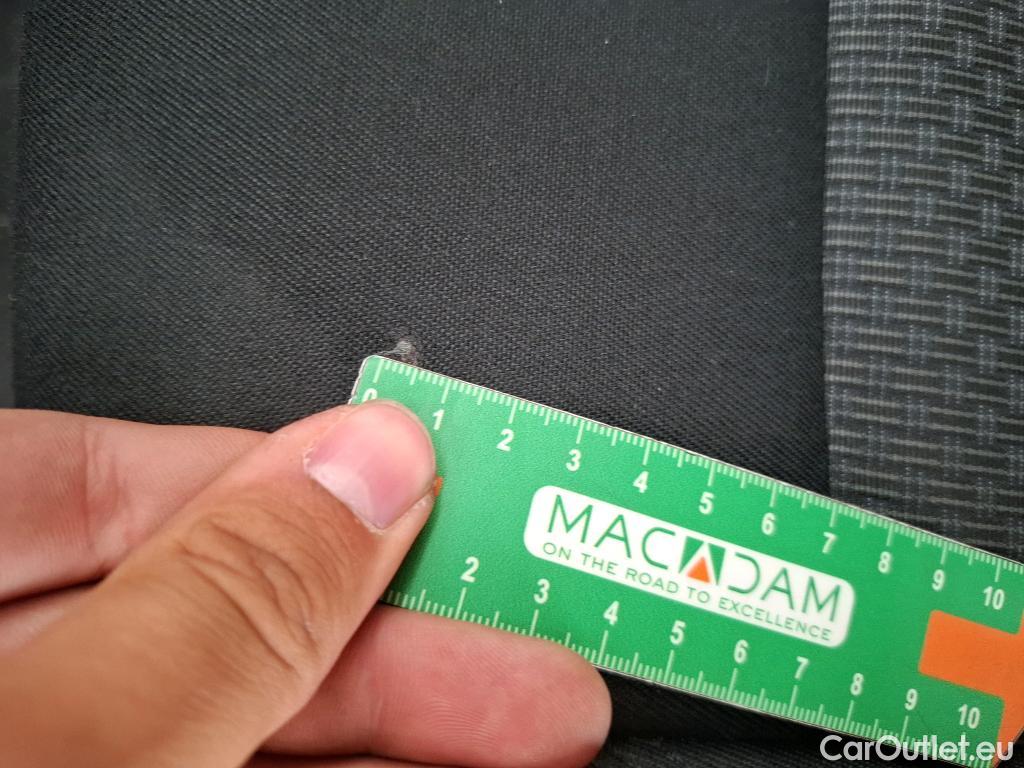 0 1 2 3 4 5 6 7 8 9 10
MACADAM
ON THE ROAD TO EXCELLENCE
2 3 4 5 6 7 8 9 10
CarOutlet.eu